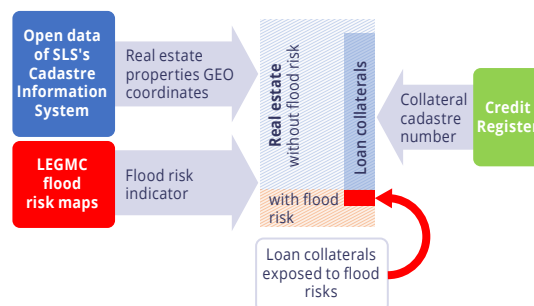 Open data
of SLS's
Cadastre
Information
System
Real estate
properties GEO
coordinates
LEGMC
flood
risk maps
Flood risk
indicator
Real estate
without flood risk
Loan collaterals
with flood
risk
Collateral
cadastre
number
Credit
Register
Loan collaterals
exposed to flood
risks